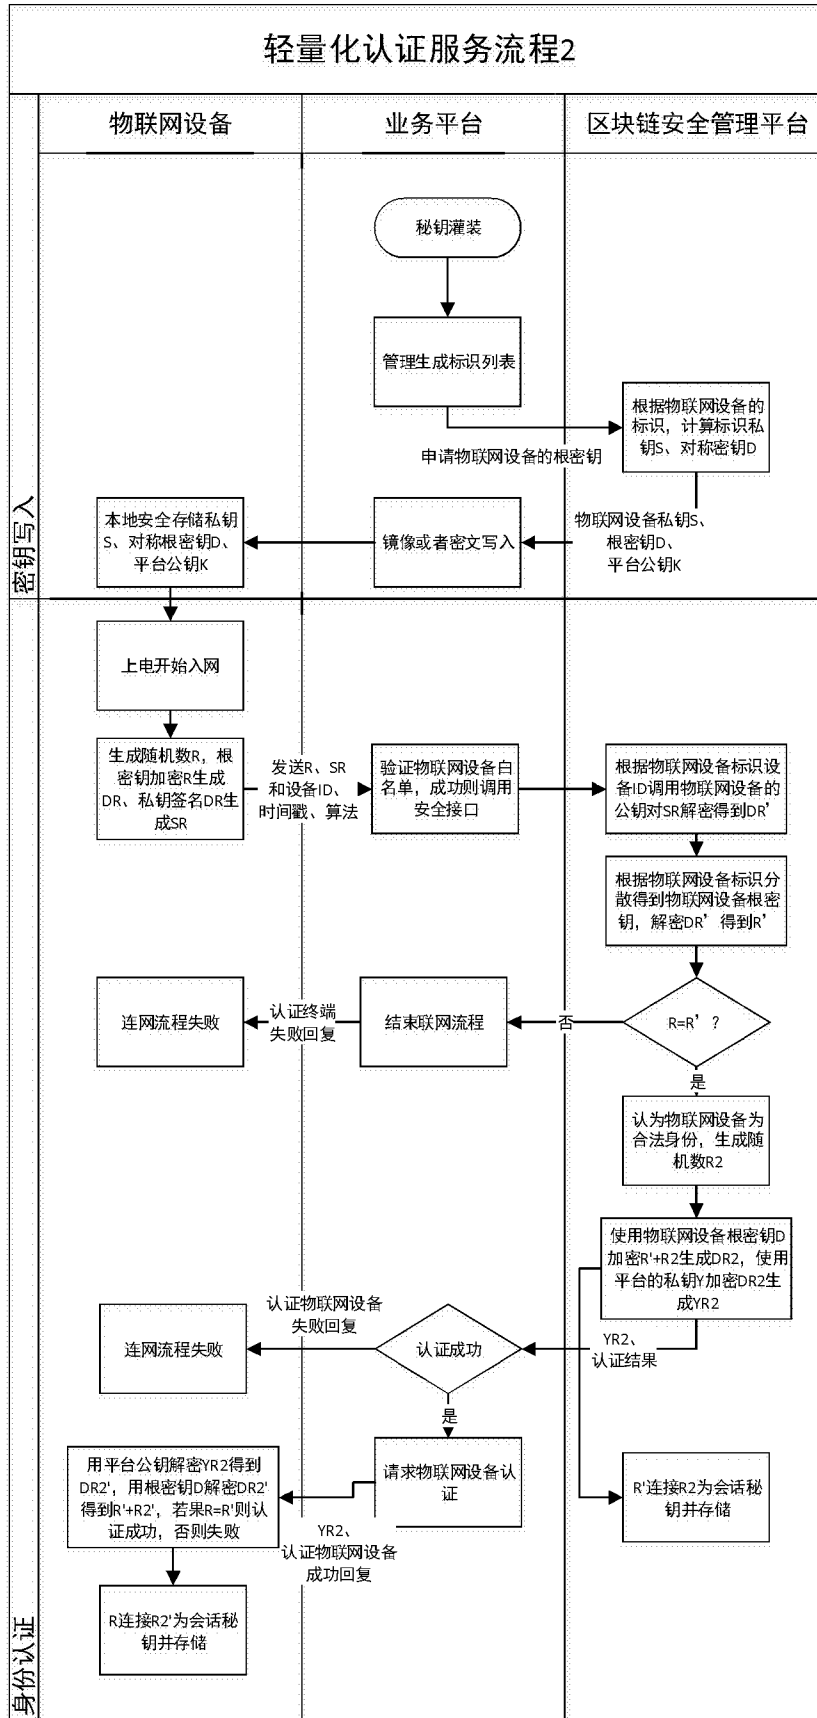 轻量化认证服务流程2
物联网设备
业务平台
区块链安全管理平台
密钥写入
秘钥灌装
管理生成标识列表
根据物联网设备的
标识，计算标识私
钥S、对称密钥D
申请物联网设备的根密钥
物联网设备私钥S、
根密钥D、
平台公钥K
镜像或者密文写入
本地安全存储私钥
S、对称根密钥D、
平台公钥K
身份认证
上电开始入网
生成随机数R，根
密钥加密R生成
DR、私钥签名DR生
成SR
发送R、SR
和设备ID、
时间戳、算法
验证物联网设备白
名单，成功则调用
安全接口
根据物联网设备标识设
备ID调用物联网设备的
公钥对SR解密得到DR’
根据物联网设备标识分
散得到物联网设备根密
钥，解密DR’得到R’
R=R’？
否
结束联网流程
认证终端
失败回复
连网流程失败
是
认为物联网设备为
合法身份，生成随
机数R2
使用物联网设备根密钥D
加密R'+R2生成DR2，使用
平台的私钥Y加密DR2生
成YR2
YR2、
认证结果
认证成功
认证物联网设备
失败回复
连网流程失败
是
请求物联网设备认
证
YR2、
认证物联网设备
成功回复
用平台公钥解密YR2得到
DR2'，用根密钥D解密DR2'
得到R'+R2'，若果R=R'则认
证成功，否则失败
R连接R2'为会话秘
钥并存储
R'连接R2为会话秘
钥并存储